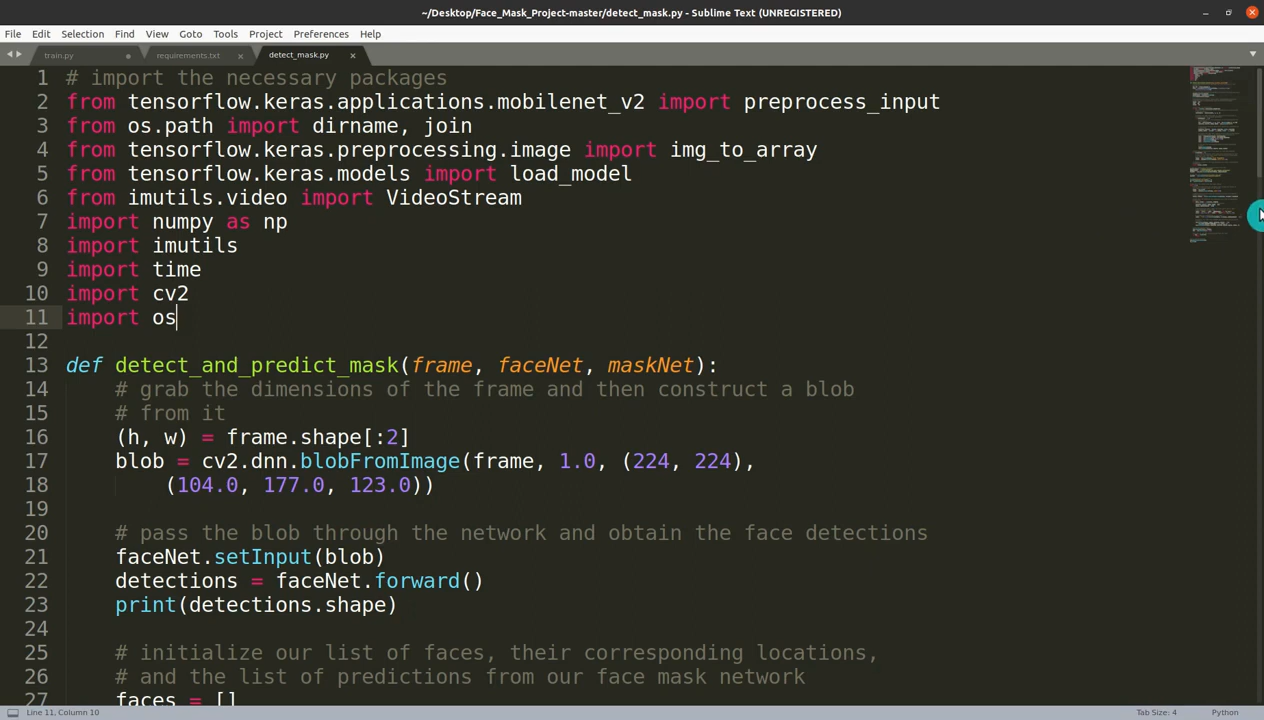 ~/Desktop/Face_Mask_Project-master/detect_mask.py - Sublime Text (UNREGISTERED)
File Edit Selection Find View Goto Tools Project Preferences Help
train.py requirements.txt detect_mask.py
1 # import the necessary packages
2 from tensorflow.keras.applications.mobilenet_v2 import preprocess_input
3 from os.path import dirname, join
4 from tensorflow.keras.preprocessing.image import img_to_array
5 from tensorflow.keras.models import load_model
6 from imutils.video import VideoStream
7 import numpy as np
8 import imutils
9 import time
10 import cv2
11 import os
12
13 def detect_and_predict_mask(frame, faceNet, maskNet):
14 # grab the dimensions of the frame and then construct a blob
15 # from it
16 (h, w) = frame.shape[:2]
17 blob = cv2.dnn.blobFromImage(frame, 1.0, (224, 224),
18 (104.0, 177.0, 123.0))
19
20 # pass the blob through the network and obtain the face detections
21 faceNet.setInput(blob)
22 detections = faceNet.forward()
23 print(detections.shape)
24
25 # initialize our list of faces, their corresponding locations,
26 # and the list of predictions from our face mask network
27 faces = []
Line 11, Column 10 Tab Size: 4 Python